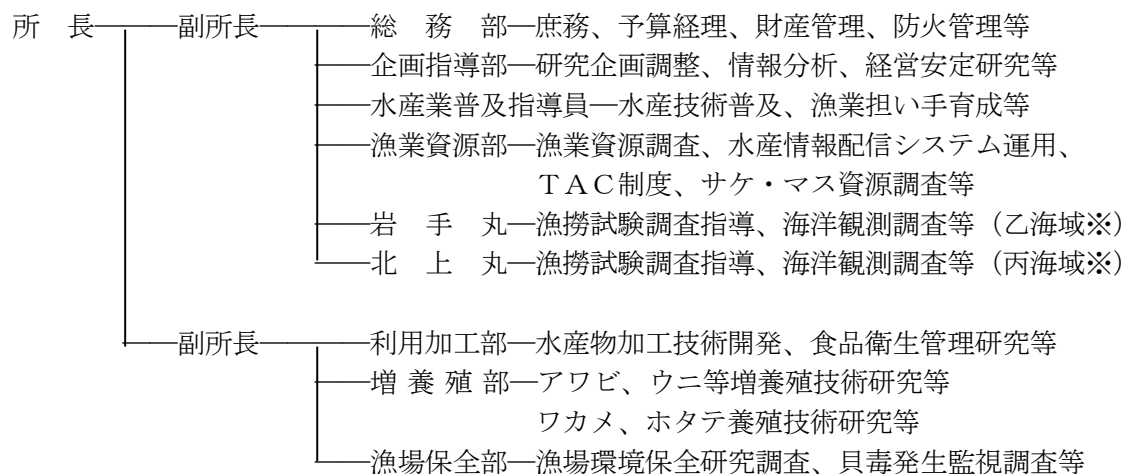 所　長　副所長　総　務　部―庶務、予算経理、財産管理、防火管理等
企画指導部―研究企画調整、情報分析、経営安定研究等
水産業普及指導員―水産技術普及、漁業担い手育成等
漁業資源部―漁業資源調査、水産情報配信システム運用、
ＴＡＣ制度、サケ・マス資源調査等
岩　手　丸―漁撈試験調査指導、海洋観測調査等（乙海域※）
北　上　丸―漁撈試験調査指導、海洋観測調査等（丙海域※）
副所長　利用加工部―水産物加工技術開発、食品衛生管理研究等
増 養 殖 部―アワビ、ウニ等増養殖技術研究等
ワカメ、ホタテ養殖技術研究等
漁場保全部―漁場環境保全研究調査、貝毒発生監視調査等